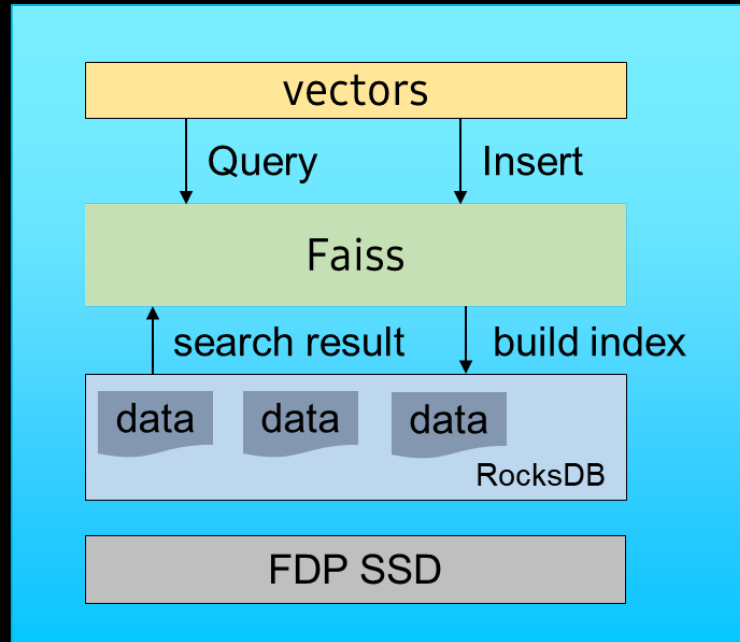 vectors
Query
Insert
Faiss
search result
build index
data
data
data
RocksDB
FDP SSD